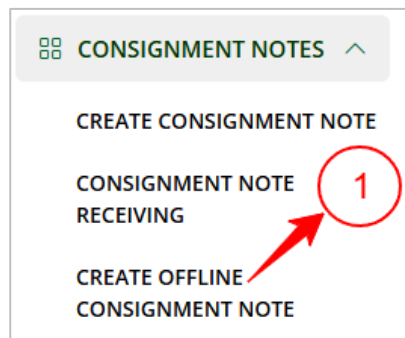 CONSIGNMENT NOTES
CREATE CONSIGNMENT NOTE
CONSIGNMENT NOTE
RECEIVING
1
CREATE OFFLINE
CONSIGNMENT NOTE